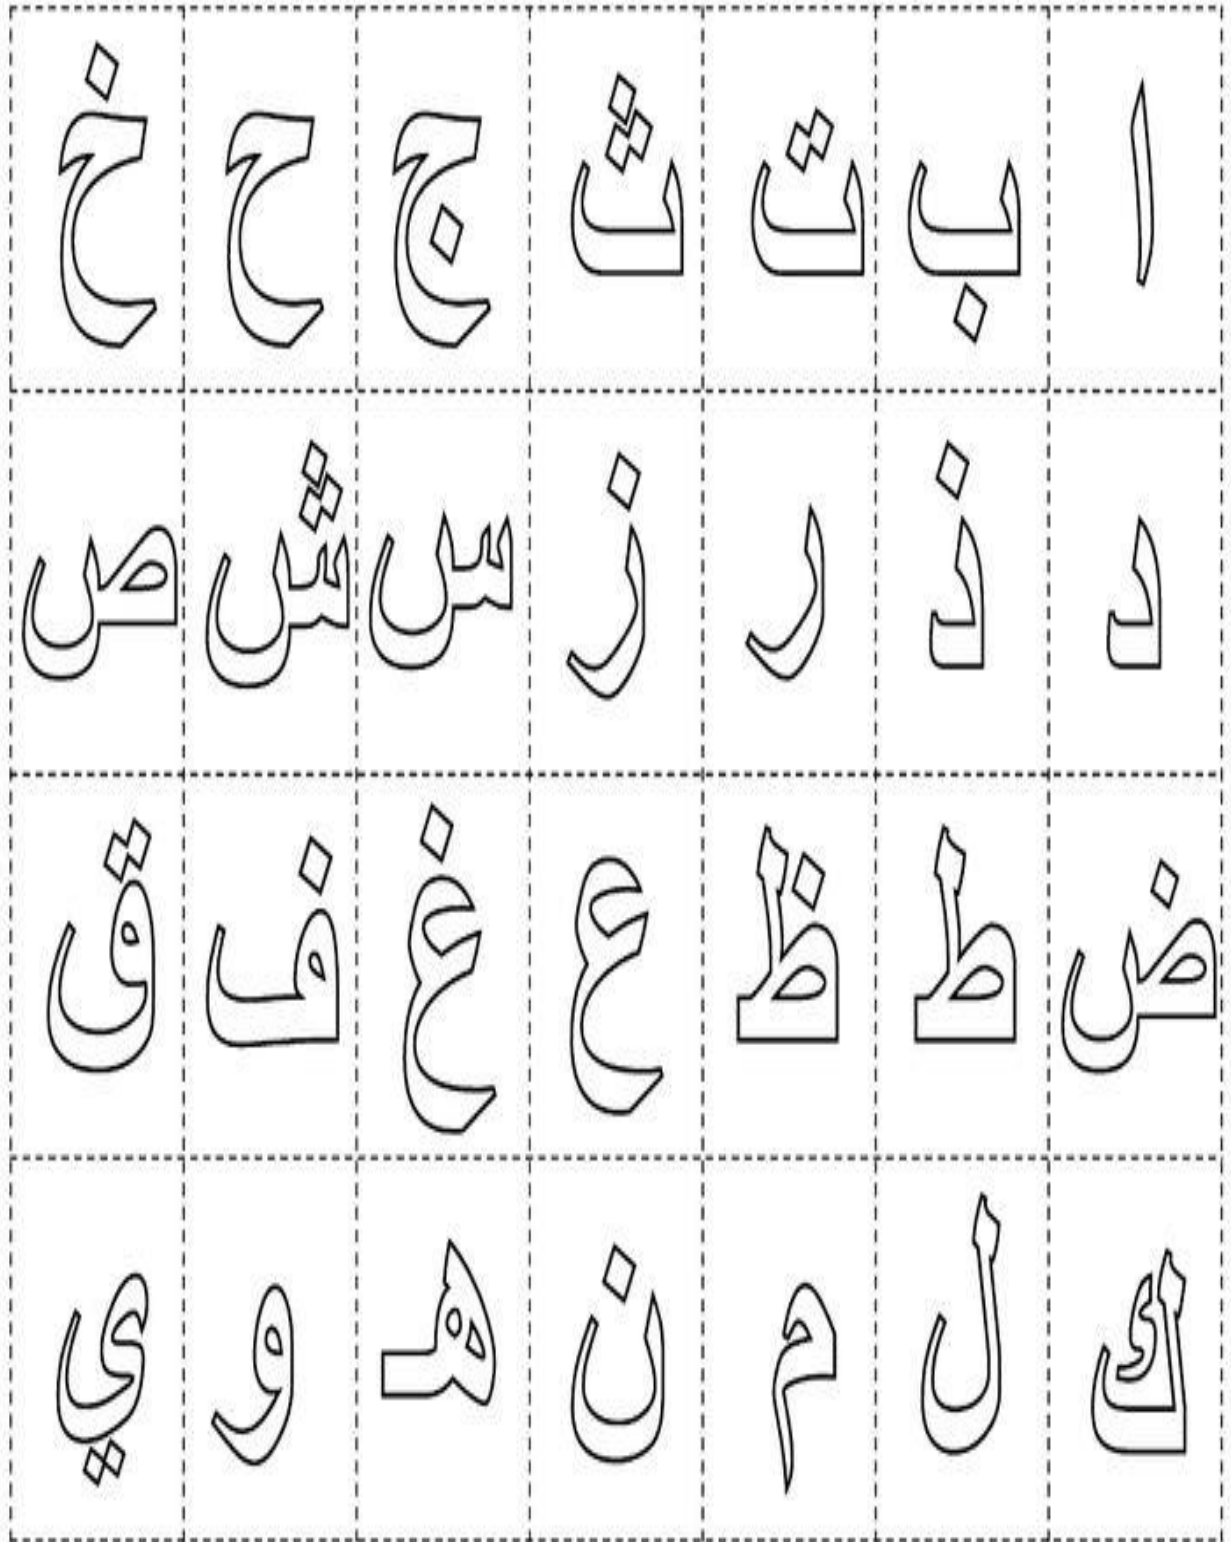 ا ب ت ث ج ح خ
د ذ ر ز س ش ص
ض ط ظ ع غ ف ق
ك ل م ن هـ و ي